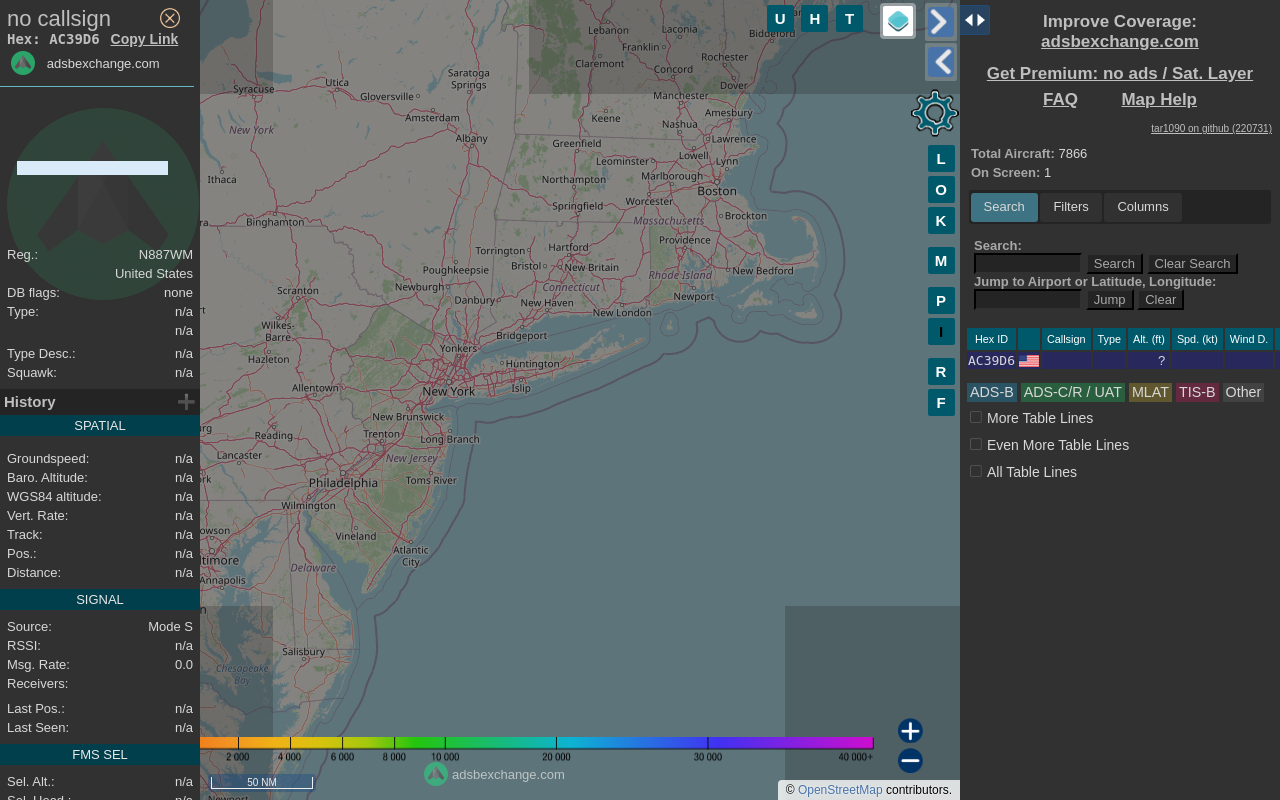 no callsign
Hex: AC39D6 Copy Link
adsbexchange.com
Reg.: N887WM
United States
DB flags: none
Type: n/a
n/a
Type Desc.: n/a
Squawk: n/a
History
SPATIAL
Groundspeed: n/a
Baro. Altitude: n/a
WGS84 altitude: n/a
Vert. Rate: n/a
Track: n/a
Pos.: n/a
Distance: n/a
SIGNAL
Source: Mode S
RSSI: n/a
Msg. Rate: 0.0
Receivers:
Last Pos.: n/a
Last Seen: n/a
FMS SEL
Sel. Alt.: n/a
Sel. Head.: n/a
U H T
L
O
K
M
P
I
R
F
Lebanon
Laconia
Franklin
Biddeford
Claremont
Rochester
Concord
Dover
Saratoga
Springs
Utica
Syracuse
Gloversville
Manchester
Amesbury
Amsterdam
Keene
Nashua
New York
Albany
Greenfield
Lawrence
Lowell
Leominster
Lynn
Ithaca
Northampton
Marlborough
Boston
Worcester
Springfield
Brockton
Binghamton
Massachusetts
Providence
Torrington
Hartford
Bristol
New Britain
Poughkeepsie
New Bedford
Rhode Island
Newburgh
Connecticut
Scranton
Danbury
New Haven
Newport
New London
Wilkes-
Barre
Bridgeport
Yonkers
Hazleton
Huntington
Allentown
New York
Islip
New Brunswick
Reading
Trenton
Long Branch
Lancaster
New Jersey
Philadelphia
Toms River
Wilmington
Vineland
Atlantic
City
Delaware
Annapolis
Salisbury
Chesapeake
Bay
2 000 4 000 6 000 8 000 10 000 20 000 30 000 40 000+
50 NM
adsbexchange.com
© OpenStreetMap contributors.
Improve Coverage:
adsbexchange.com
Get Premium: no ads / Sat. Layer
FAQ Map Help
tar1090 on github (220731)
Total Aircraft: 7866
On Screen: 1
Search Filters Columns
Search:
Search Clear Search
Jump to Airport or Latitude, Longitude:
Jump Clear
Hex ID Callsign Type Alt. (ft) Spd. (kt) Wind D.
AC39D6 ?
ADS-B ADS-C/R / UAT MLAT TIS-B Other
More Table Lines
Even More Table Lines
All Table Lines